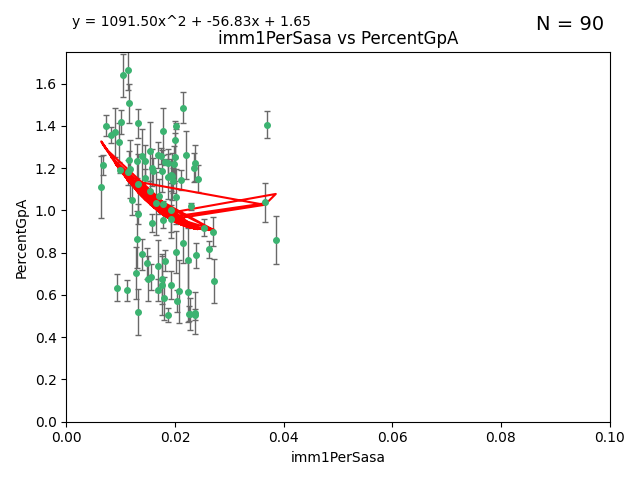 y = 1091.50x^2 + -56.83x + 1.65
N = 90
imm1PerSasa vs PercentGpA
1.6
1.4
1.2
1.0
0.8
0.6
0.4
0.2
0.0
PercentGpA
0.00 0.02 0.04 0.06 0.08 0.10
imm1PerSasa